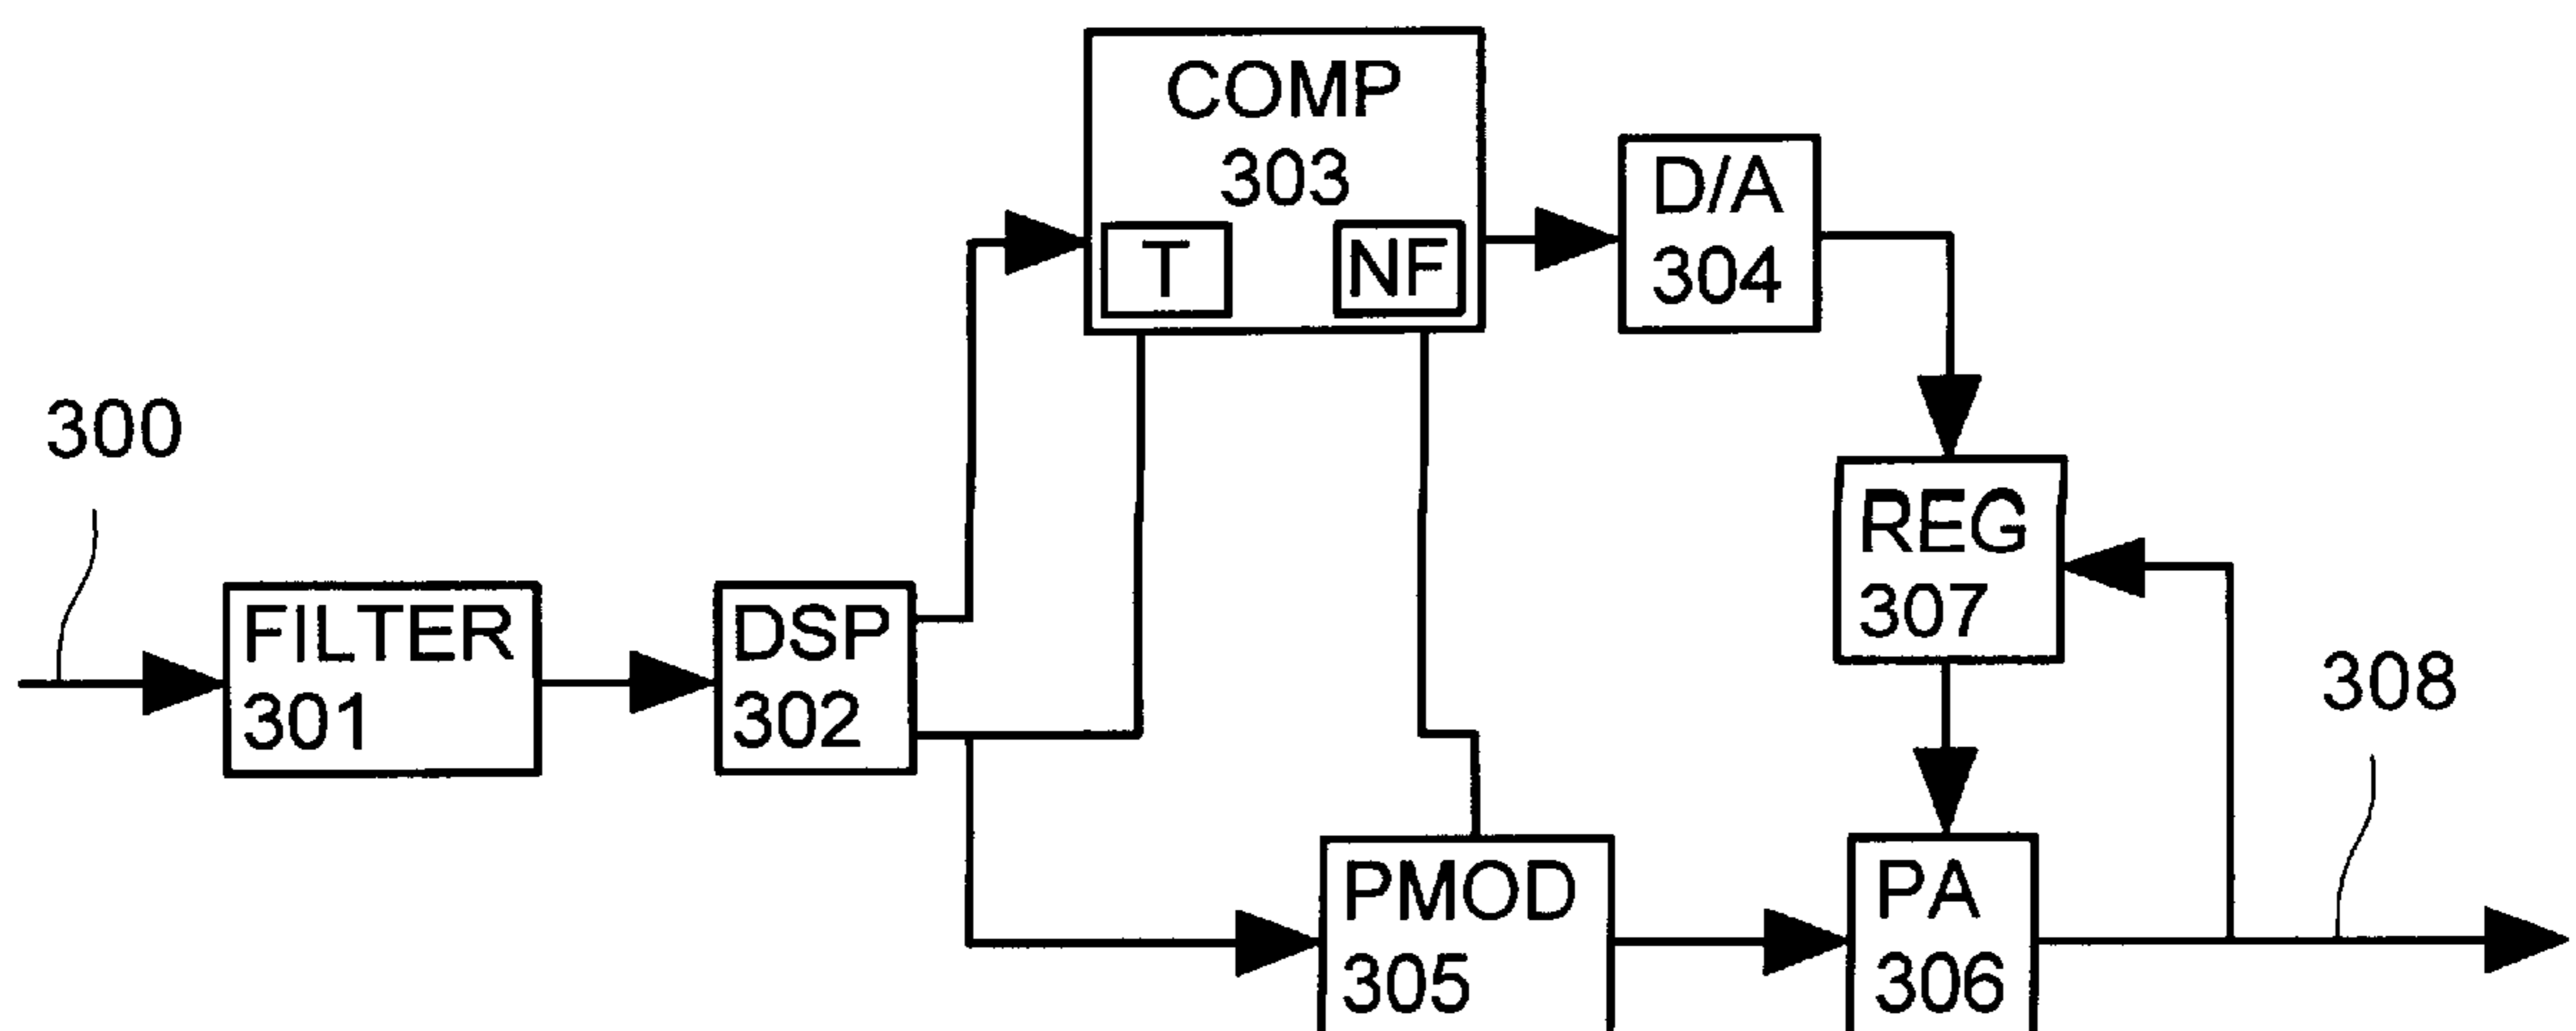 COMP
303
T
NF
D/A
304
300
REG
307
FILTER
301
DSP
302
308
PMOD
305
PA
306